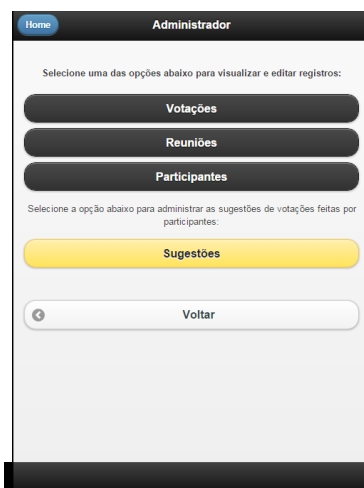 Home
Administrador
Selecione uma das opções abaixo para visualizar e editar registros:
Votações
Reuniões
Participantes
Selecione a opção abaixo para administrar as sugestões de votações feitas por
participantes:
Sugestões
Voltar